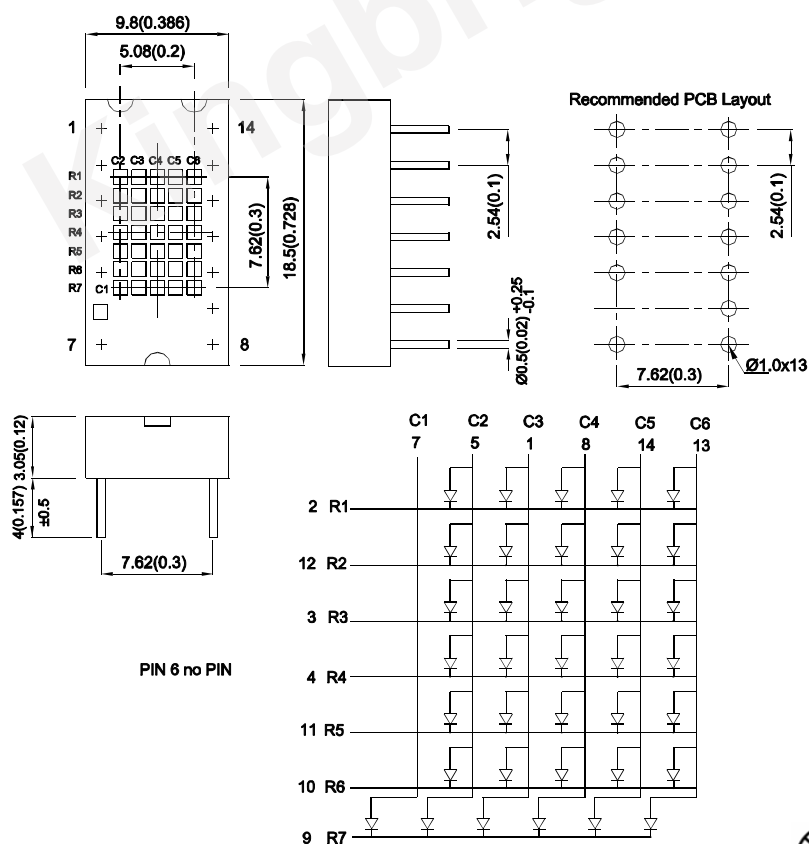 9.8(0.386)
5.08(0.2)
1
14
C2 C3 C4 C5 C6
R1
R2
R3
R4
R5
R6
R7
C1
7
8
7.62(0.3)
18.5(0.728)
2.54(0.1)
Ø0.5(0.02) +0.25
-0.1
Recommended PCB Layout
2.54(0.1)
Ø1.0x13
7.62(0.3)
3.05(0.12)
4(0.157)
±0.5
7.62(0.3)
PIN 6 no PIN
C1 C2 C3 C4 C5 C6
7 5 1 8 14 13
2 R1
12 R2
3 R3
4 R4
11 R5
10 R6
9 R7